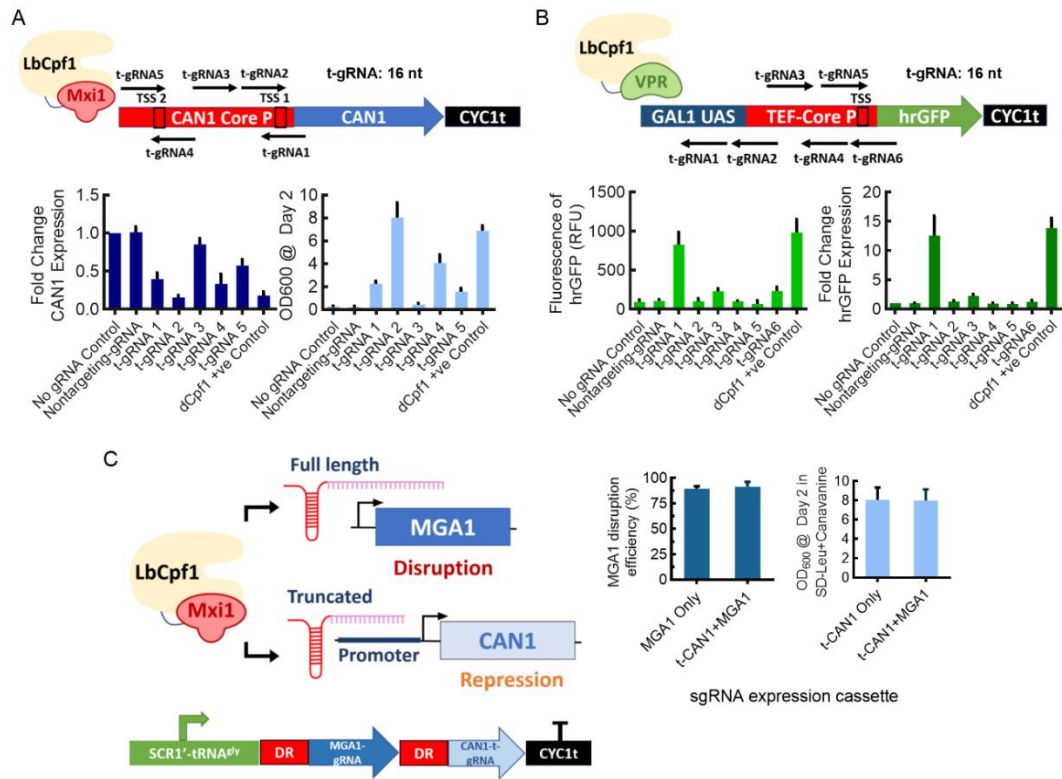 A
LbCpf1
Mxi1
t-gRNA5
t-gRNA3
t-gRNA2
t-gRNA: 16 nt
TSS 2
TSS 1
CAN1 Core P
CAN1
CYC1t
t-gRNA4
t-gRNA1
Fold Change
CAN1 Expression
1.5
1.0
0.5
0.0
No gRNA Control
Nontargeting-gRNA
t-gRNA 1
t-gRNA 2
t-gRNA 3
t-gRNA 4
t-gRNA 5
dCpf1 +ve Control
OD600 @ Day 2
10
8
6
4
2
0
No gRNA Control
Nontargeting-gRNA
t-gRNA 1
t-gRNA 2
t-gRNA 3
t-gRNA 4
t-gRNA 5
dCpf1 +ve Control
B
LbCpf1
VPR
t-gRNA3
t-gRNA5
t-gRNA: 16 nt
TSS
GAL1 UAS
TEF-Core P
hrGFP
CYC1t
t-gRNA1
t-gRNA2
t-gRNA4
t-gRNA6
Fluorescence of
hrGFP (RFU)
1500
1000
500
0
No gRNA Control
Nontargeting-gRNA
t-gRNA 1
t-gRNA 2
t-gRNA 3
t-gRNA 4
t-gRNA 5
t-gRNA6
dCpf1 +ve Control
Fold Change
hrGFP Expression
20
15
10
5
0
No gRNA Control
Nontargeting-gRNA
t-gRNA 1
t-gRNA 2
t-gRNA 3
t-gRNA 4
t-gRNA 5
t-gRNA6
dCpf1 +ve Control
C
LbCpf1
Mxi1
Full length
MGA1
Disruption
Truncated
Promoter
CAN1
Repression
SCR1'-tRNAgly
DR
MGA1-
gRNA
DR
CAN1-t-
gRNA
CYC1t
MGA1 disruption
efficiency (%)
100
75
50
25
0
MGA1 Only
t-CAN1+MGA1
OD600 @ Day 2 in
SD-Leu+Canavanine
10
8
6
4
2
0
t-CAN1 Only
t-CAN1+MGA1
sgRNA expression cassette